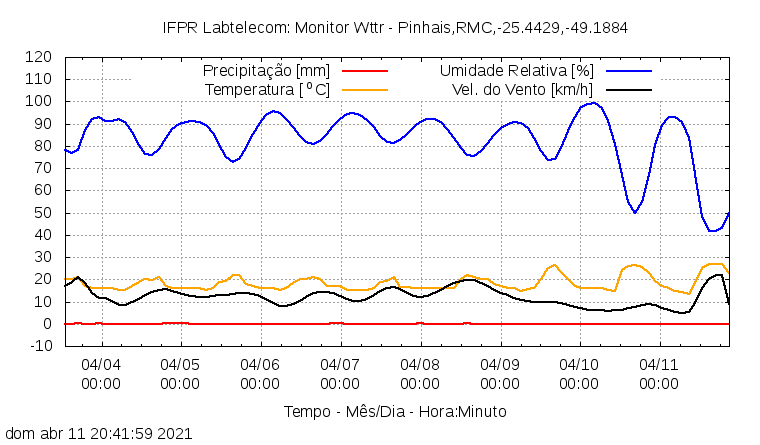 IFPR Labtelecom: Monitor Wttr - Pinhais,RMC,-25.4429,-49.1884
Precipitação [mm]
Temperatura [ ⁰C]
Umidade Relativa [%]
Vel. do Vento [km/h]
120
110
100
90
80
70
60
50
40
30
20
10
0
-10
04/04 04/05 04/06 04/07 04/08 04/09 04/10 04/11
00:00 00:00 00:00 00:00 00:00 00:00 00:00 00:00
Tempo - Mês/Dia - Hora:Minuto
dom abr 11 20:41:59 2021